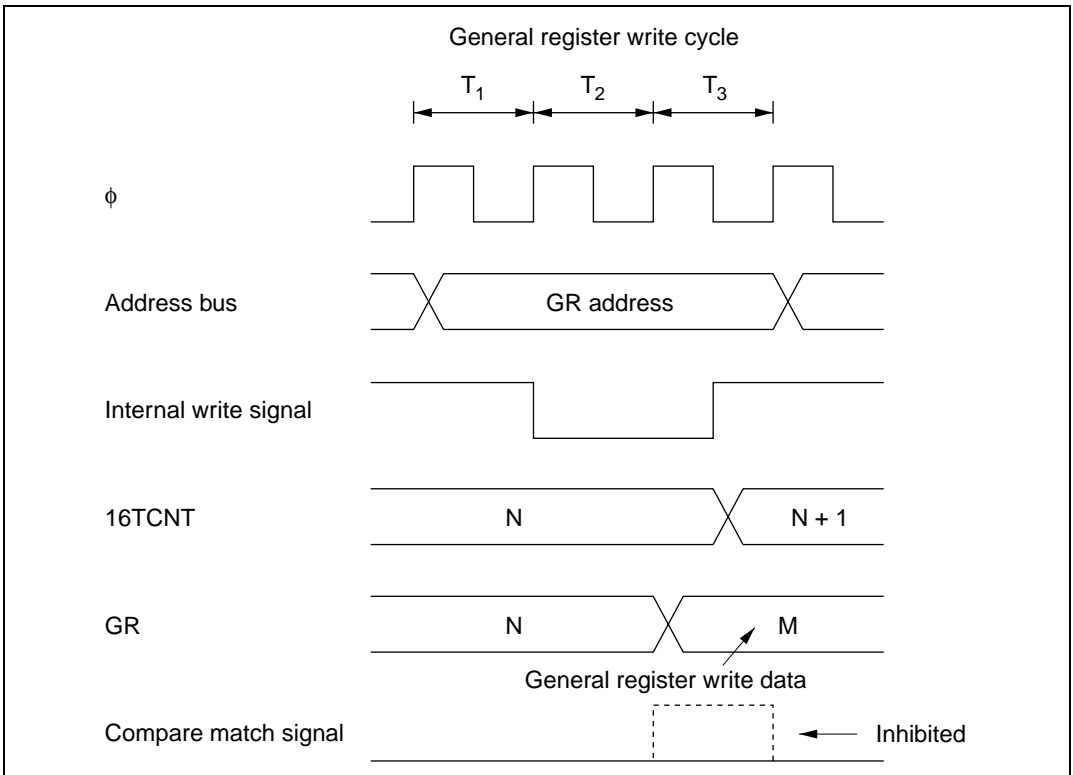 General register write cycle
T1 T2 T3
φ
Address bus GR address
Internal write signal
16TCNT N N + 1
GR N M
General register write data
Compare match signal Inhibited